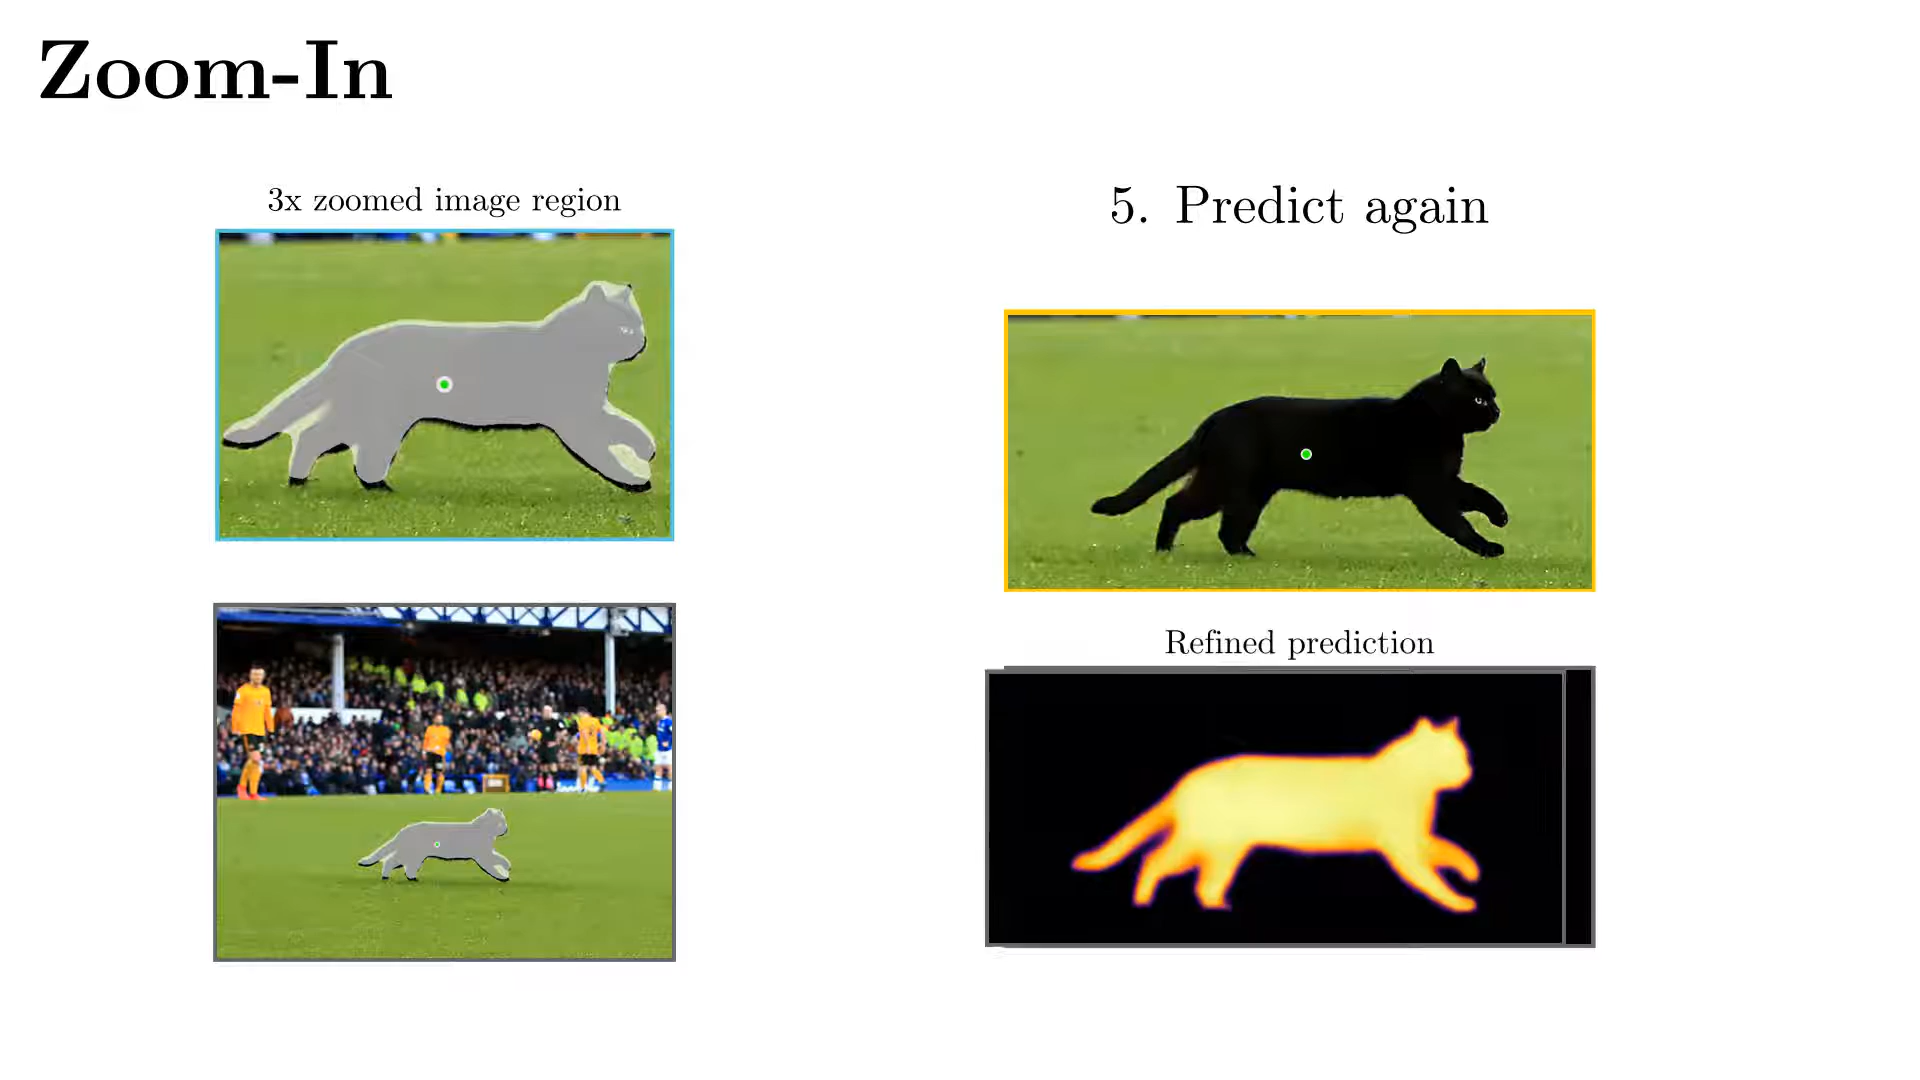 Zoom-In
3x zoomed image region
5. Predict again
Refined prediction